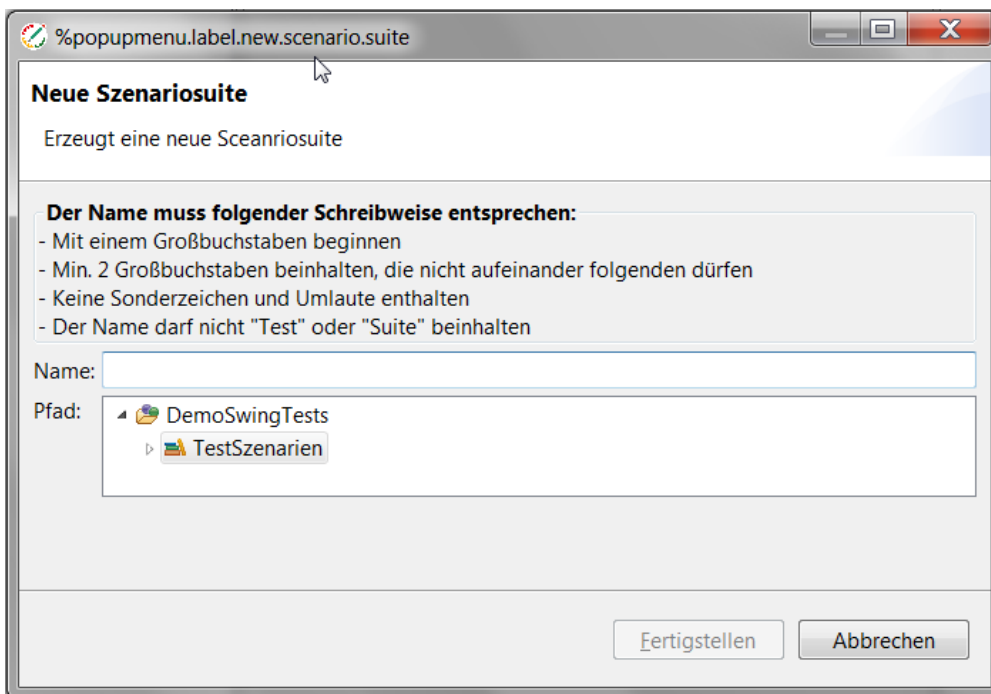 %popupmenu.label.new.scenario.suite
Neue Szenariosuite
Erzeugt eine neue Sceanriosuite
Der Name muss folgender Schreibweise entsprechen:
- Mit einem Großbuchstaben beginnen
- Min. 2 Großbuchstaben beinhalten, die nicht aufeinander folgenden dürfen
- Keine Sonderzeichen und Umlaute enthalten
- Der Name darf nicht "Test" oder "Suite" beinhalten
Name:
Pfad:
DemoSwingTests
TestSzenarien
Fertigstellen
Abbrechen